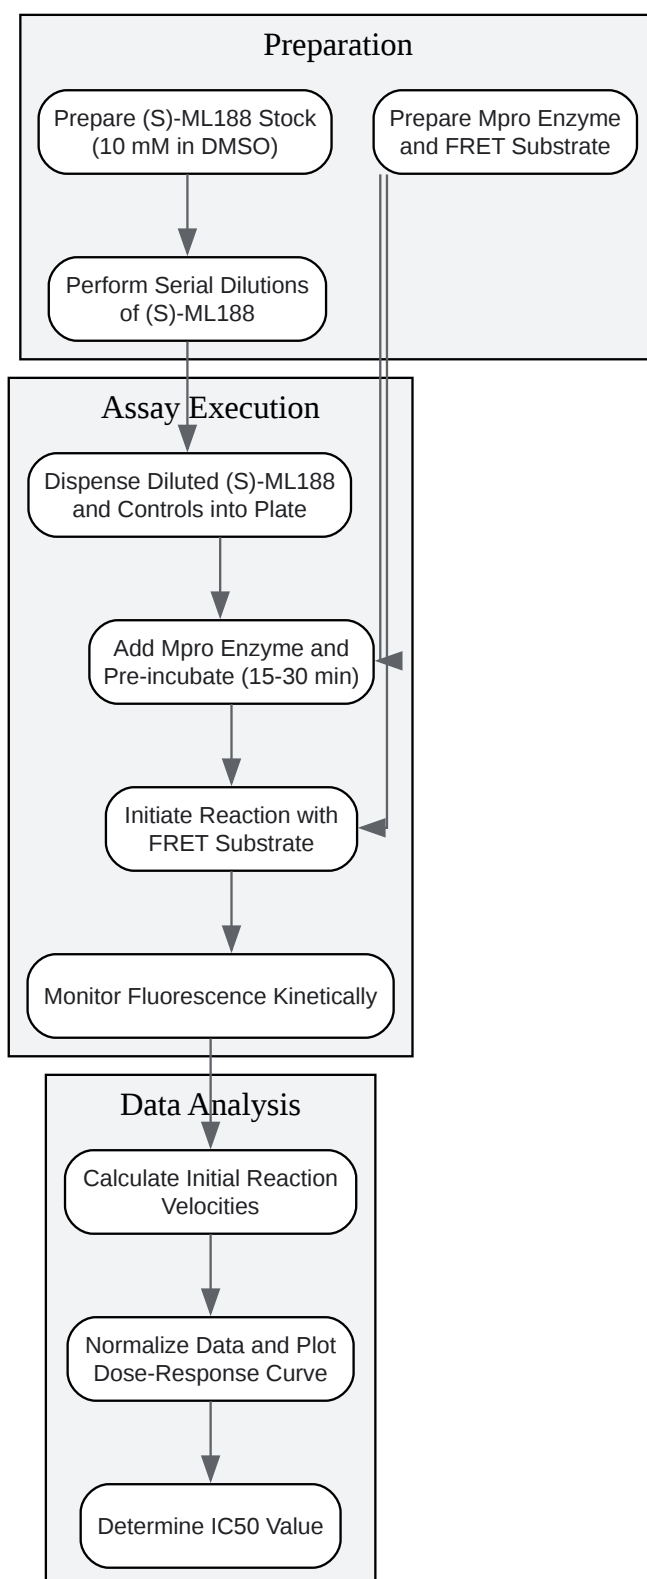 Preparation
Prepare (S)-ML188 Stock
(10 mM in DMSO)
Prepare Mpro Enzyme
and FRET Substrate
Perform Serial Dilutions
of (S)-ML188
Assay Execution
Dispense Diluted (S)-ML188
and Controls into Plate
Add Mpro Enzyme and
Pre-incubate (15-30 min)
Initiate Reaction with
FRET Substrate
Monitor Fluorescence Kinetically
Data Analysis
Calculate Initial Reaction
Velocities
Normalize Data and Plot
Dose-Response Curve
Determine IC50 Value